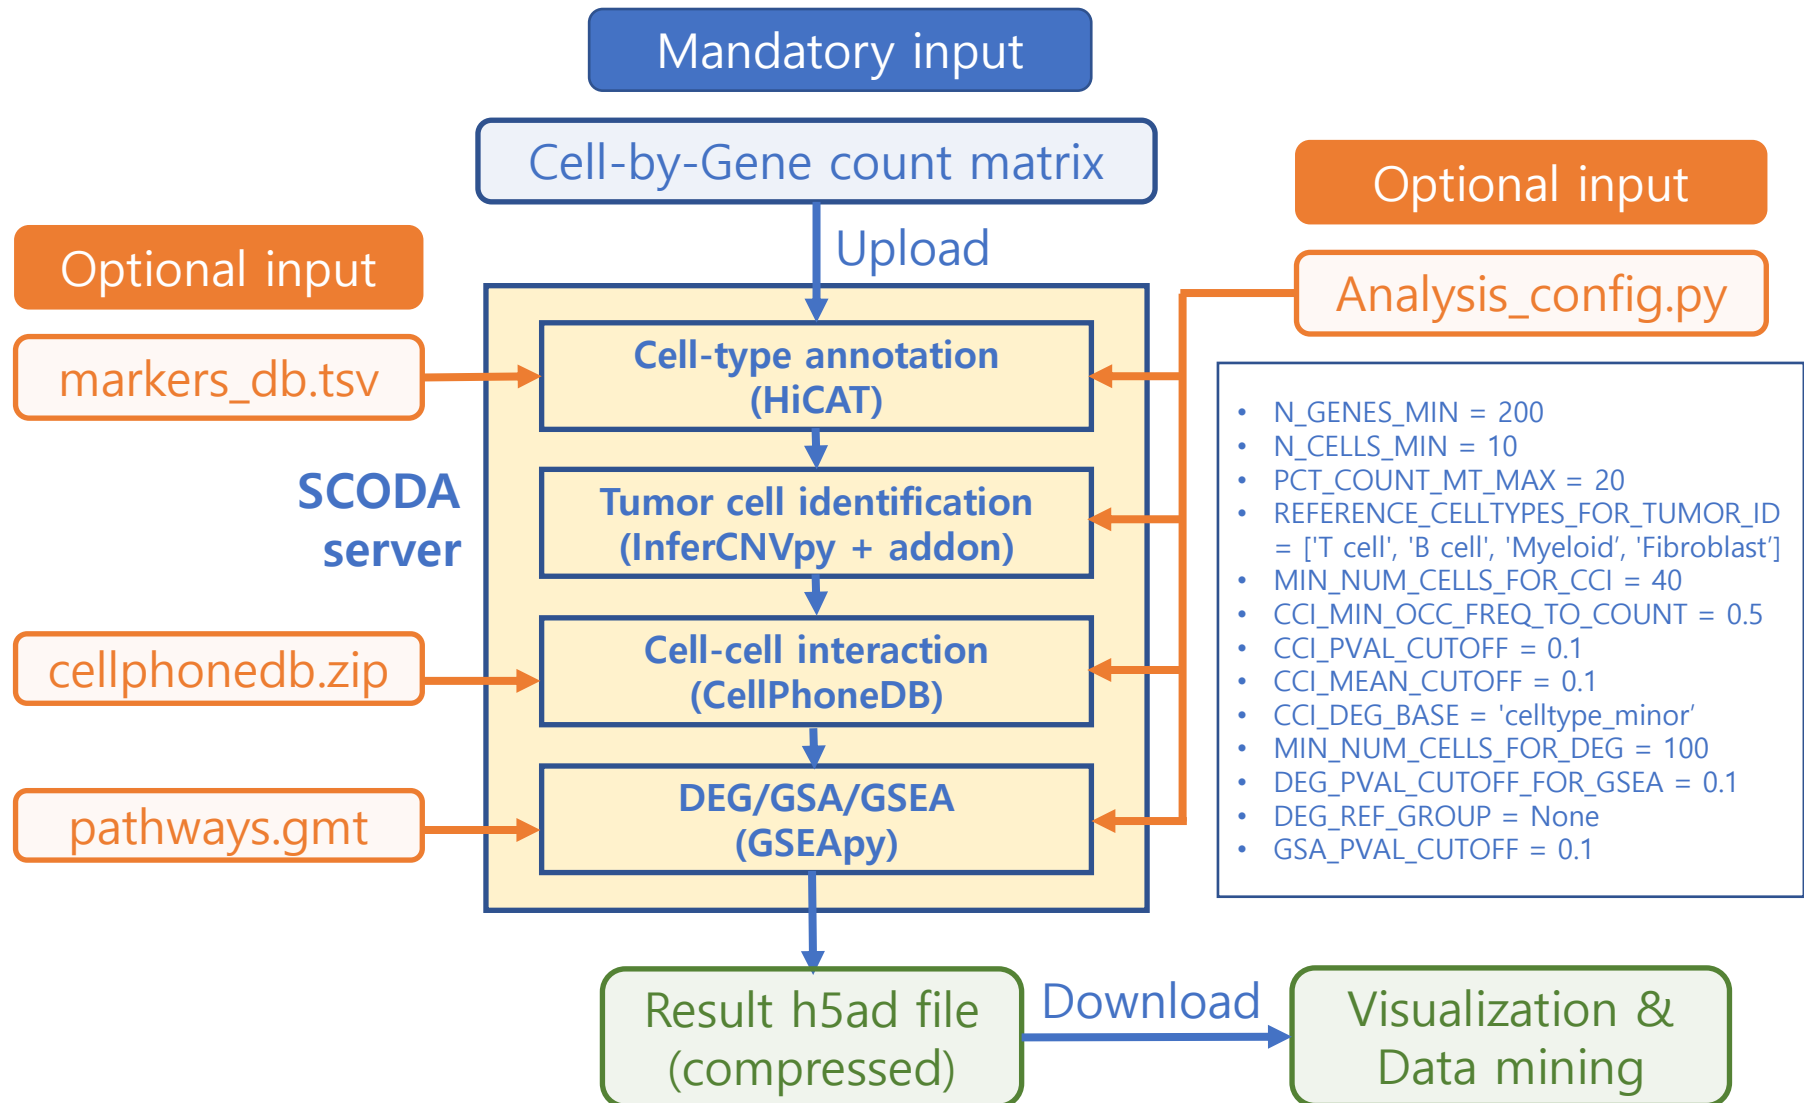 Mandatory input
Cell-by-Gene count matrix
Upload
Optional input
markers_db.tsv
SCODA
server
cellphonedb.zip
pathways.gmt
Cell-type annotation
(HiCAT)
Tumor cell identification
(InferCNVpy + addon)
Cell-cell interaction
(CellPhoneDB)
DEG/GSA/GSEA
(GSEApy)
Optional input
Analysis_config.py
• N_GENES_MIN = 200
• N_CELLS_MIN = 10
• PCT_COUNT_MT_MAX = 20
• REFERENCE_CELLTYPES_FOR_TUMOR_ID
= ['T cell', 'B cell', 'Myeloid’, 'Fibroblast’]
• MIN_NUM_CELLS_FOR_CCI = 40
• CCI_MIN_OCC_FREQ_TO_COUNT = 0.5
• CCI_PVAL_CUTOFF = 0.1
• CCI_MEAN_CUTOFF = 0.1
• CCI_DEG_BASE = 'celltype_minor’
• MIN_NUM_CELLS_FOR_DEG = 100
• DEG_PVAL_CUTOFF_FOR_GSEA = 0.1
• DEG_REF_GROUP = None
• GSA_PVAL_CUTOFF = 0.1
Result h5ad file
(compressed)
Download
Visualization &
Data mining